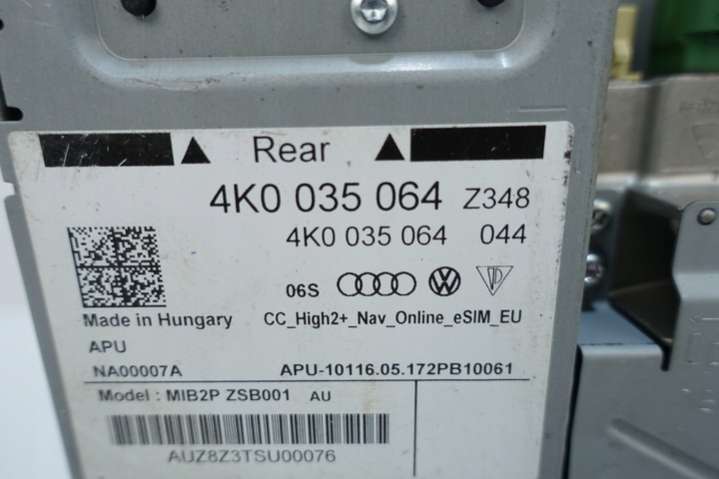 Rear
4K0 035 064 Z348
4K0 035 064 044
06S
Made in Hungary CC_High2+_Nav_Online_eSIM_EU
APU
NA00007A APU-10116.05.172PB10061
Model : MIB2P ZSB001 AU
AUZ8Z3TSU00076